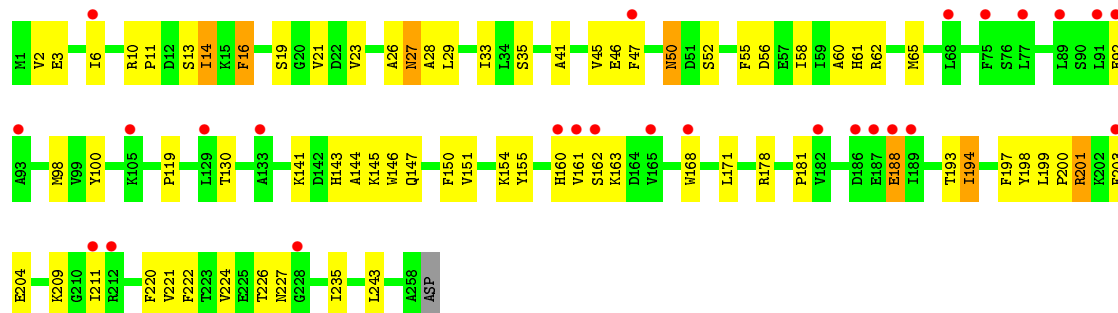 M1 V2 E3 I6 R10 P11 D12 S13 I14 K15 F16 S19 G20 V21 D22 V23 A26 N27 A28 L29 I33 L34 S35 A41 V45 E46 F47 N50 D51 S52 F55 D56 E57 I58 I59 A60 H61 R62 M65 L68 F75 S76 L77 L89 S90 L91
A93 M98 V99 Y100 K105 P119 L129 T130 A133 K141 D142 H143 A144 K145 W146 Q147 F150 V151 K154 Y155 H160 V161 S162 K163 D164 V165 W168 L171 R178 P181 V182 D186 E187 E188 I189 T193 I194 F197 Y198 L199 P200 R201 K202
E204 K209 G210 I211 R212 F220 V221 F222 T223 V224 E225 T226 N227 G228 I235 L243 A258 ASP